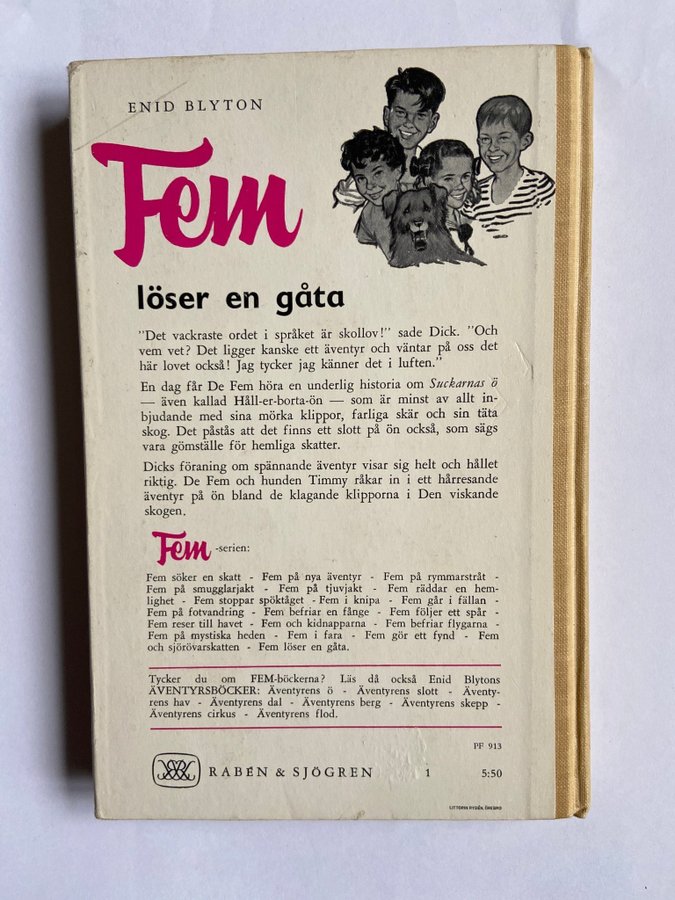 ENID BLYTON
Fem
löser en gåta
"Det vackraste ordet i språket är skollov!" sade Dick. "Och
vem vet? Det ligger kanske ett äventyr och väntar på oss det
här lovet också! Jag tycker jag känner det i luften."
En dag får De Fem höra en underlig historia om Suckarnas ö
— även kallad Håll-er-borta-ön — som är minst av allt in-
bjudande med sina mörka klippor, farliga skär och sin täta
skog. Det påstås att det finns ett slott på ön också, som sägs
vara gömställe för hemliga skatter.
Dicks föraning om spännande äventyr visar sig helt och hållet
riktig. De Fem och hunden Timmy råkar in i ett hårresande
äventyr på ön bland de klagande klipporna i Den viskande
skogen.
Fem -serien:
Fem söker en skatt - Fem på nya äventyr - Fem på rymmarstråt -
Fem på smugglarjakt - Fem på tjuvjakt - Fem räddar en hem-
lighet - Fem stoppar spöktåget - Fem i knipa - Fem går i fällan -
Fem på fotvandring - Fem befriar en fånge - Fem följer ett spår -
Fem reser till havet - Fem och kidnapparna - Fem befriar flygarna -
Fem på mystiska heden - Fem i fara - Fem gör ett fynd - Fem
och sjörövarskatten - Fem löser en gåta.
Tycker du om FEM-böckerna? Läs då också Enid Blytons
ÄVENTYRSBÖCKER: Äventyrens ö - Äventyrens slott - Äventy-
rens hav - Äventyrens dal - Äventyrens berg - Äventyrens skepp -
Äventyrens cirkus - Äventyrens flod.
PF 913
RABÉN & SJÖGREN 1 5:50
LITTORIN RYDÉN, ÖREBRO